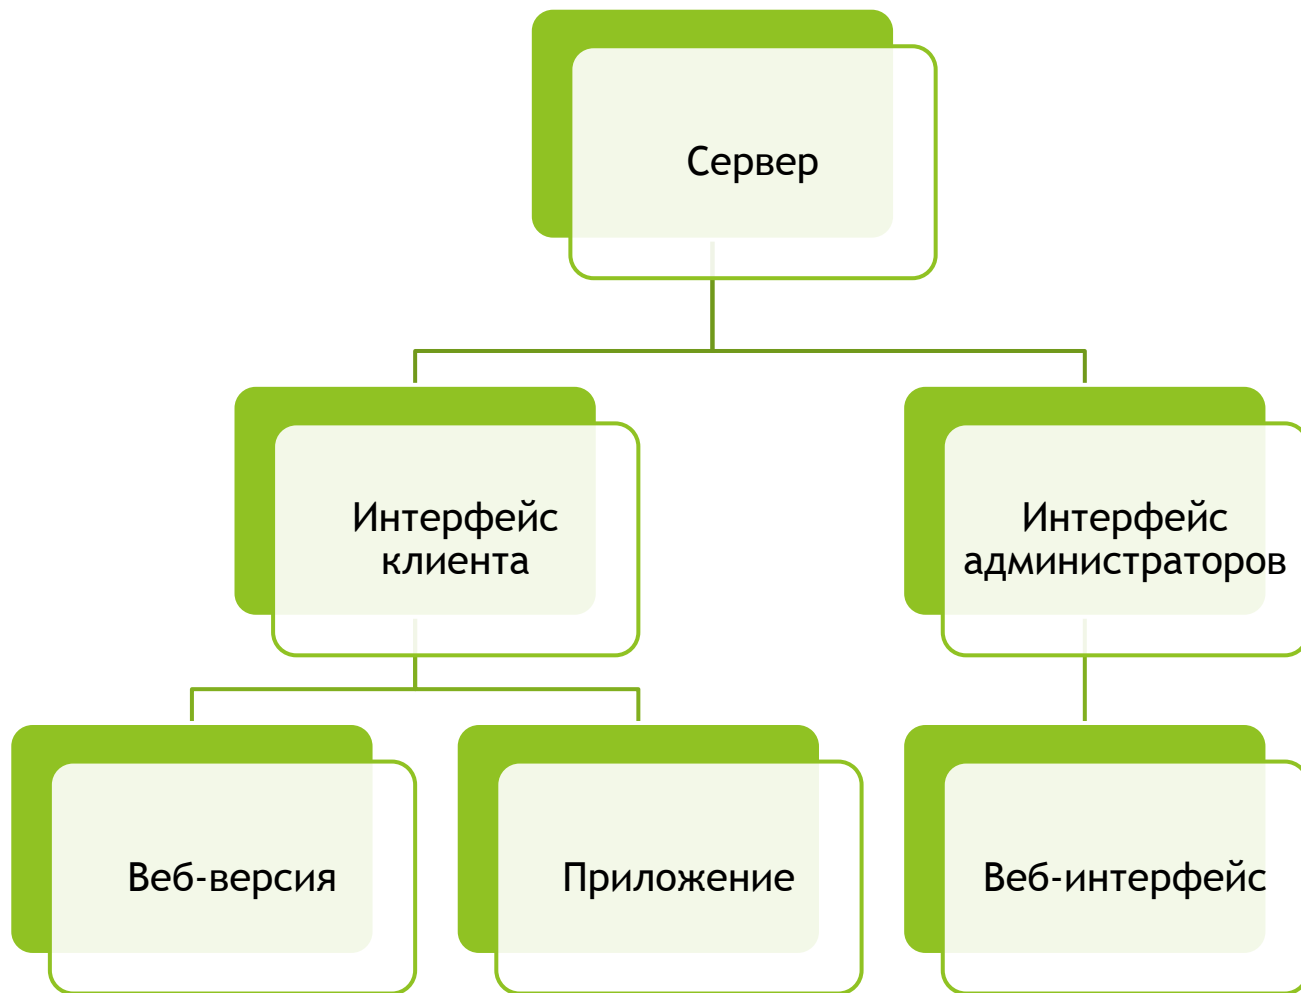 Сервер
Интерфейс
клиента
Интерфейс
администраторов
Веб-версия
Приложение
Веб-интерфейс